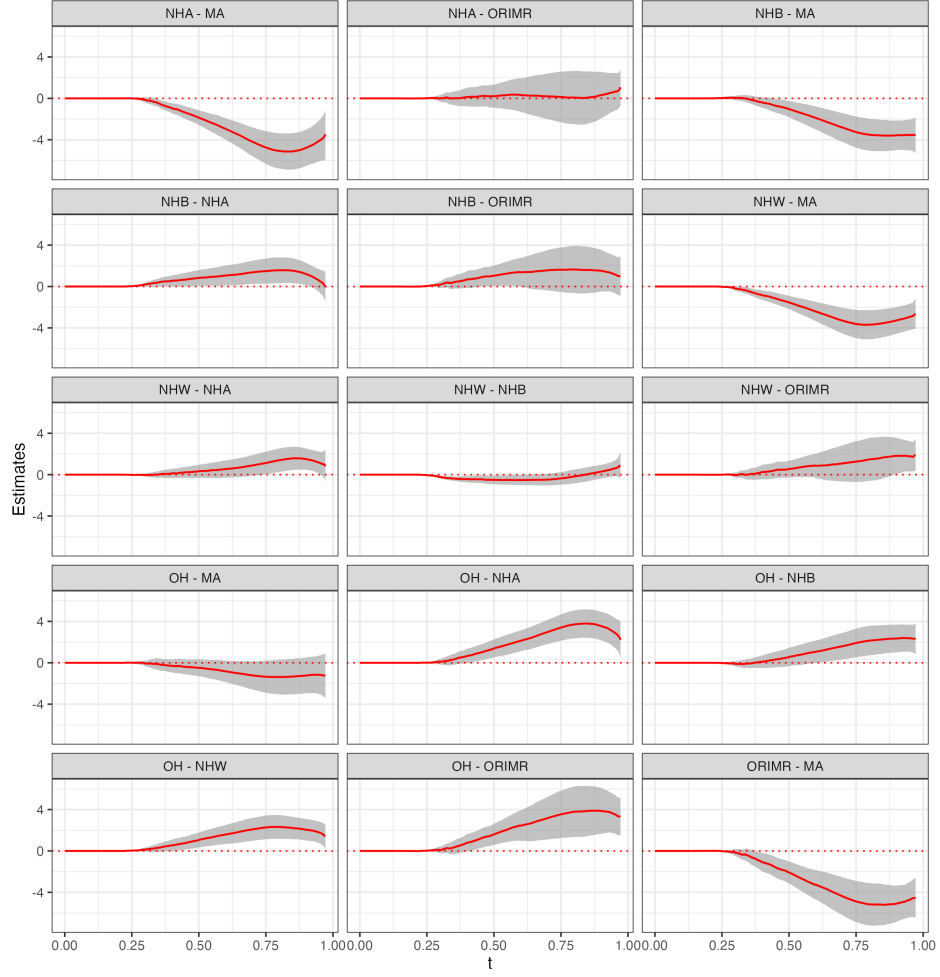 NHA - MA NHA - ORIMR NHB - MA
4
0
-4
NHB - NHA NHB - ORIMR NHW - MA
4
0
-4
NHW - NHA NHW - NHB NHW - ORIMR
4
0
-4
Estimates
OH - MA OH - NHA OH - NHB
4
0
-4
OH - NHW OH - ORIMR ORIMR - MA
4
0
-4
0.00 0.25 0.50 0.75 1.00 0.00 0.25 0.50 0.75 1.00 0.00 0.25 0.50 0.75 1.00
t